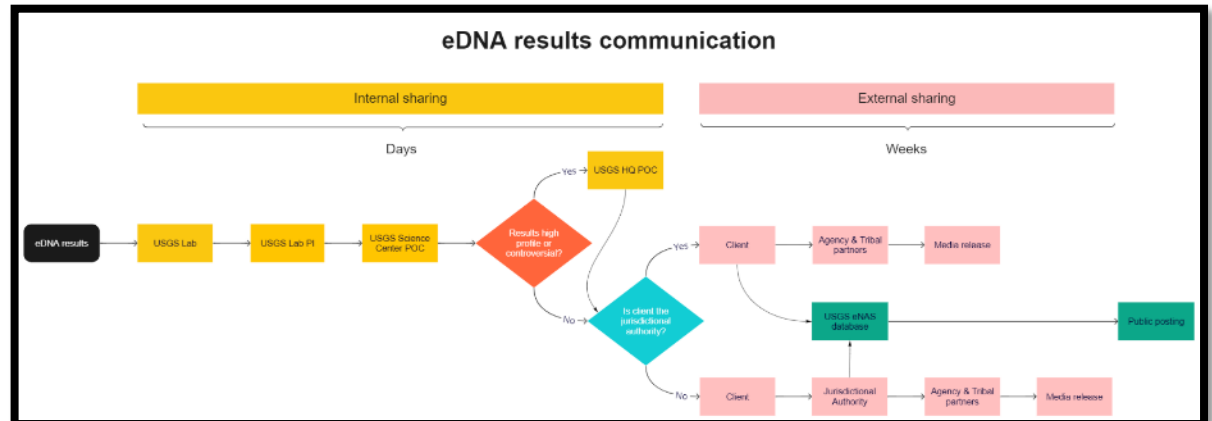 eDNA results communication
Internal sharing
External sharing
Days
Weeks
Yes
USGS HQ POC
eDNA results
USGS Lab
USGS Lab PI
USGS Science
Center POC
Results high
profile or
controversial?
Yes
Client
Agency & Tribal
partners
Media release
No
Is client the
jurisdictional
authority?
USGS eNAS
database
Public posting
No
Client
Jurisdictional
Authority
Agency & Tribal
partners
Media release